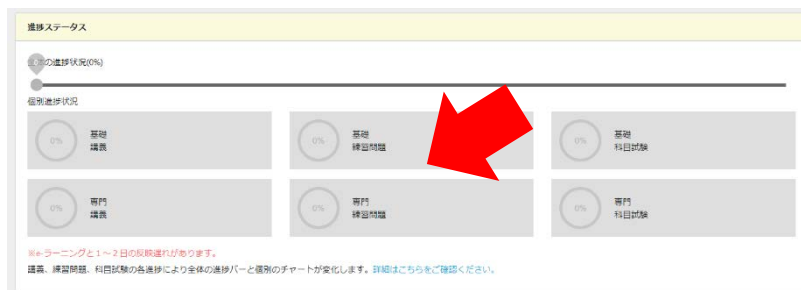 進捗ステータス
全体の進捗状況(0%)
個別進捗状況
0% 基礎
講義
0% 基礎
練習問題
0% 基礎
科目試験
0% 専門
講義
0% 専門
練習問題
0% 専門
科目試験
※e-ラーニングと1～2日の反映遅れがあります。
講義、練習問題、科目試験の各進捗により全体の進捗バーと個別のチャートが変化します。詳細はこちらをご確認ください。